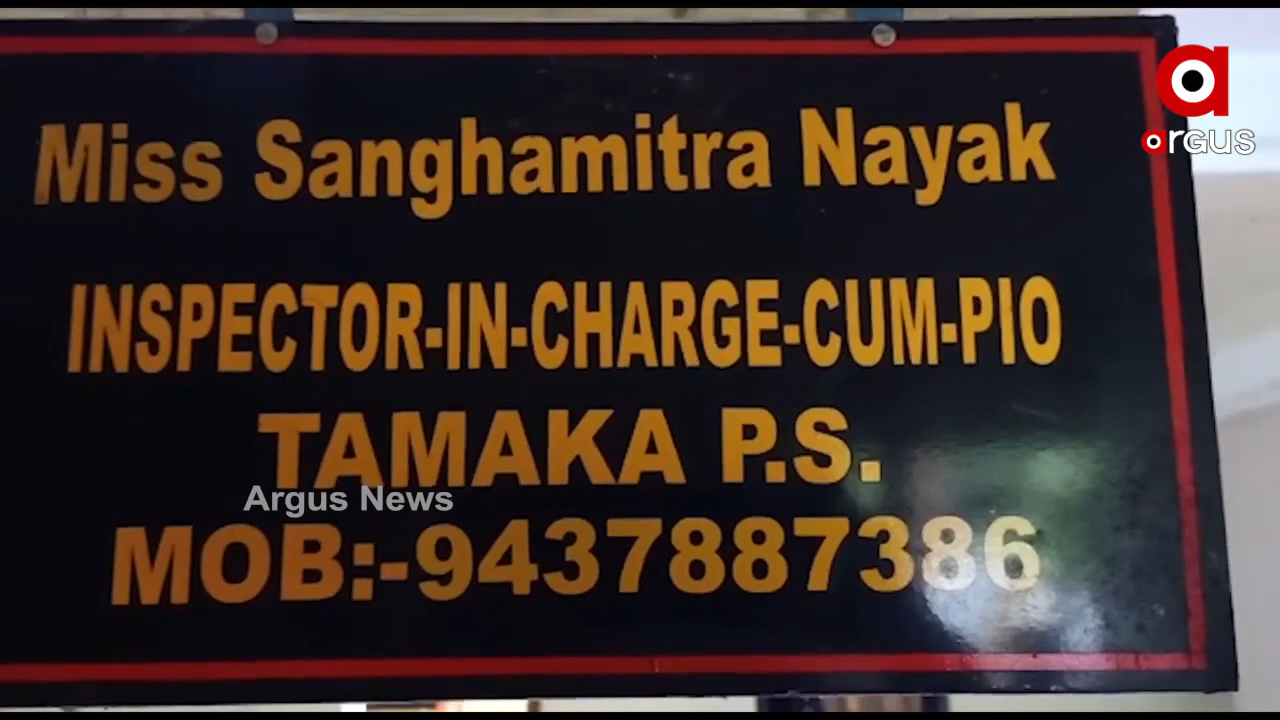 Miss Sanghamitra Nayak
INSPECTOR-IN-CHARGE-CUM-PIO
TAMAKA P.S.
MOB:-9437887386
Argus News
a
argus